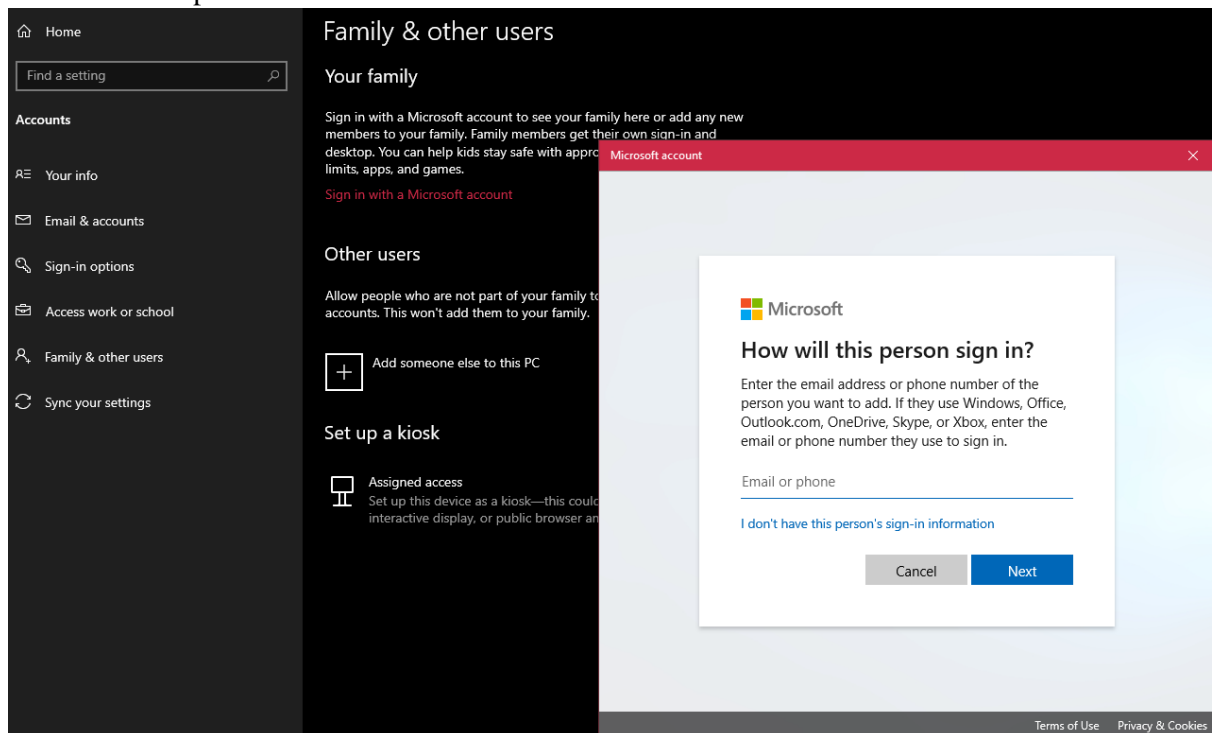 Home
Find a setting
Accounts
Your info
Email & accounts
Sign-in options
Access work or school
Family & other users
Sync your settings
Family & other users
Your family
Sign in with a Microsoft account to see your family here or add any new
members to your family. Family members get their own sign-in and
desktop. You can help kids stay safe with appro
limits, apps, and games.
Sign in with a Microsoft account
Other users
Allow people who are not part of your family to
accounts. This won't add them to your family.
Add someone else to this PC
Set up a kiosk
Assigned access
Set up this device as a kiosk—this could
interactive display, or public browser an
Microsoft account
Microsoft
How will this person sign in?
Enter the email address or phone number of the
person you want to add. If they use Windows, Office,
Outlook.com, OneDrive, Skype, or Xbox, enter the
email or phone number they use to sign in.
Email or phone
I don't have this person's sign-in information
Cancel Next
Terms of Use Privacy & Cookies